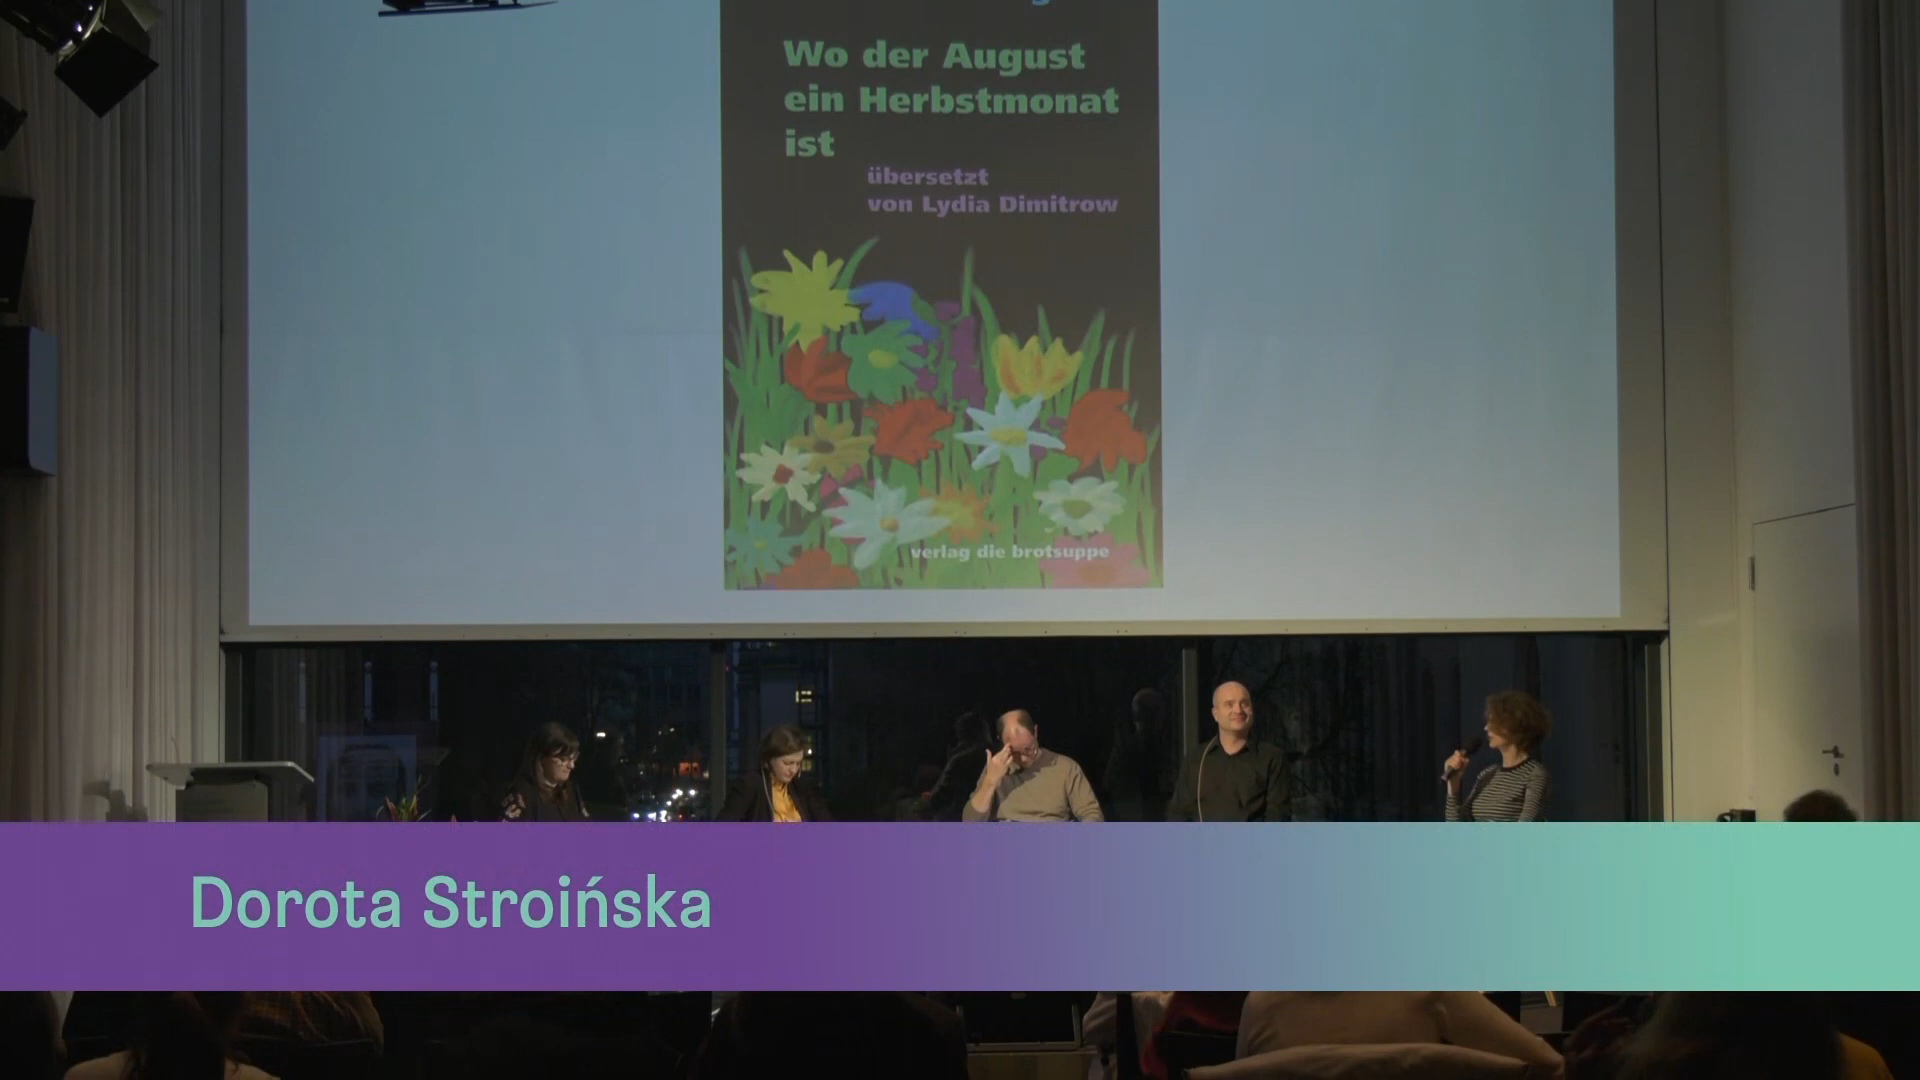 Wo der August
ein Herbstmonat
ist
übersetzt
von Lydia Dimitrow
verlag die brotsuppe
Dorota Stroińska